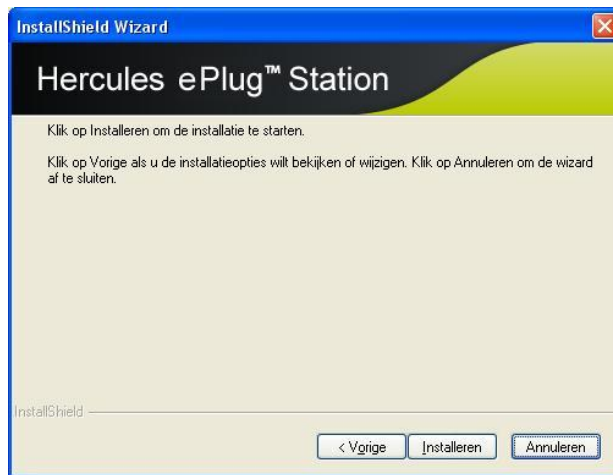 InstallShield Wizard
Hercules ePlug™ Station
Klik op Installeren om de installatie te starten.
Klik op Vorige als u de installatieopties wilt bekijken of wijzigen. Klik op Annuleren om de wizard
af te sluiten.
InstallShield
< Vorige
Installeren
Annuleren